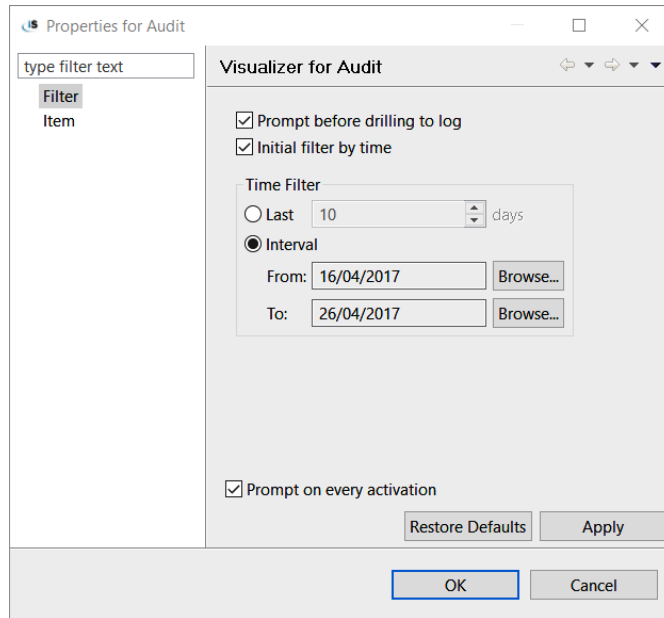 Properties for Audit
type filter text
Filter
Item
Visualizer for Audit
Prompt before drilling to log
Initial filter by time
Time Filter
Last 10 days
Interval
From: 16/04/2017 Browse...
To: 26/04/2017 Browse...
Prompt on every activation
Restore Defaults Apply
OK Cancel